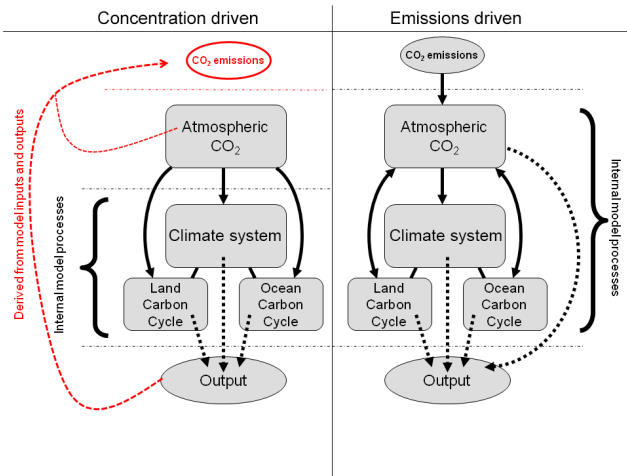 Concentration driven
CO2 emissions
Atmospheric
CO2
Climate system
Land
Carbon
Cycle
Ocean
Carbon
Cycle
Output
Derived from model inputs and outputs
Internal model processes
Emissions driven
CO2 emissions
Atmospheric
CO2
Climate system
Land
Carbon
Cycle
Ocean
Carbon
Cycle
Output
Internal model processes